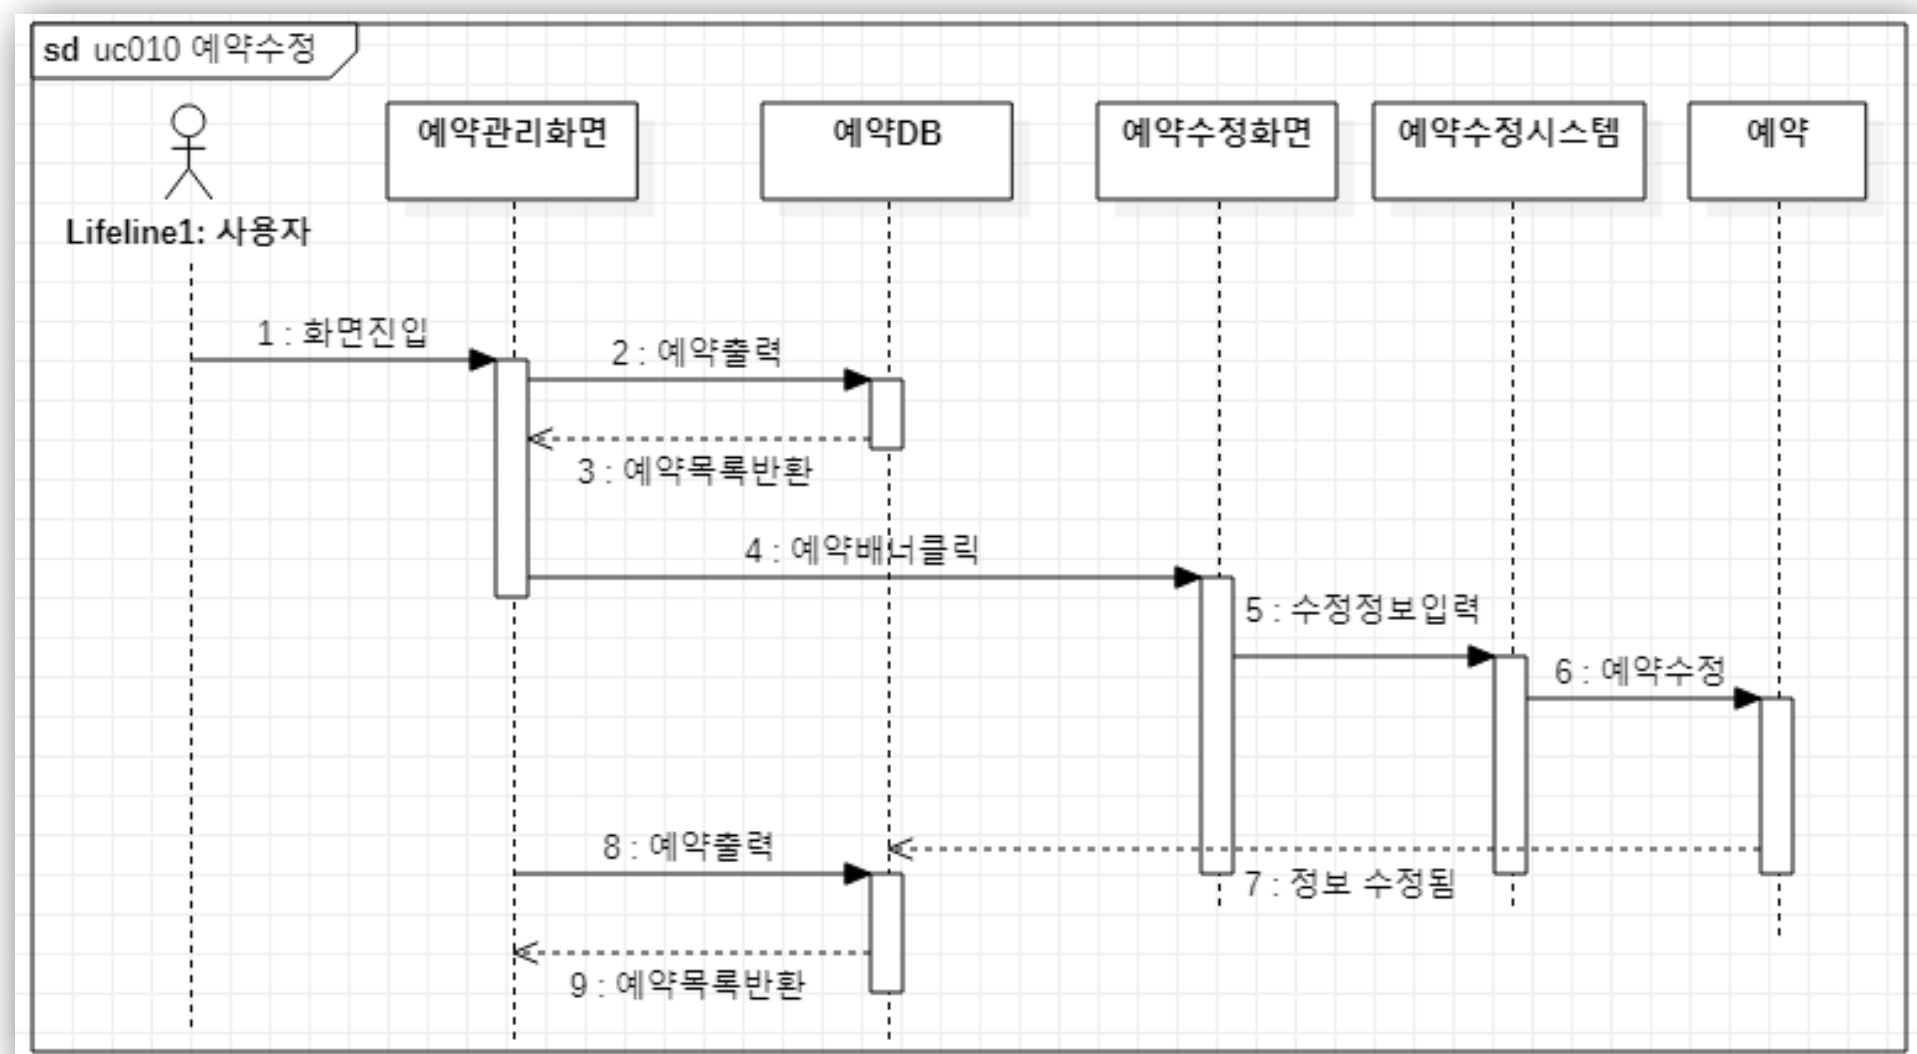 sd uc010 예약수정
예약관리화면
예약DB
예약수정화면
예약수정시스템
예약
Lifeline1: 사용자
1 : 화면진입
2 : 예약출력
3 : 예약목록반환
4 : 예약배너클릭
5 : 수정정보입력
6 : 예약수정
8 : 예약출력
7 : 정보 수정됨
9 : 예약목록반환